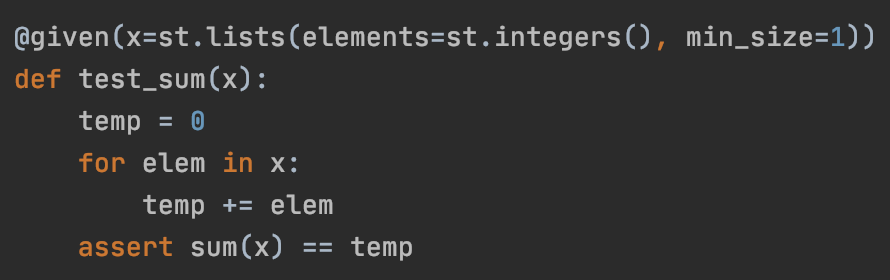 @given(x=st.lists(elements=st.integers(), min_size=1))
def test_sum(x):
    temp = 0
    for elem in x:
        temp += elem
    assert sum(x) == temp